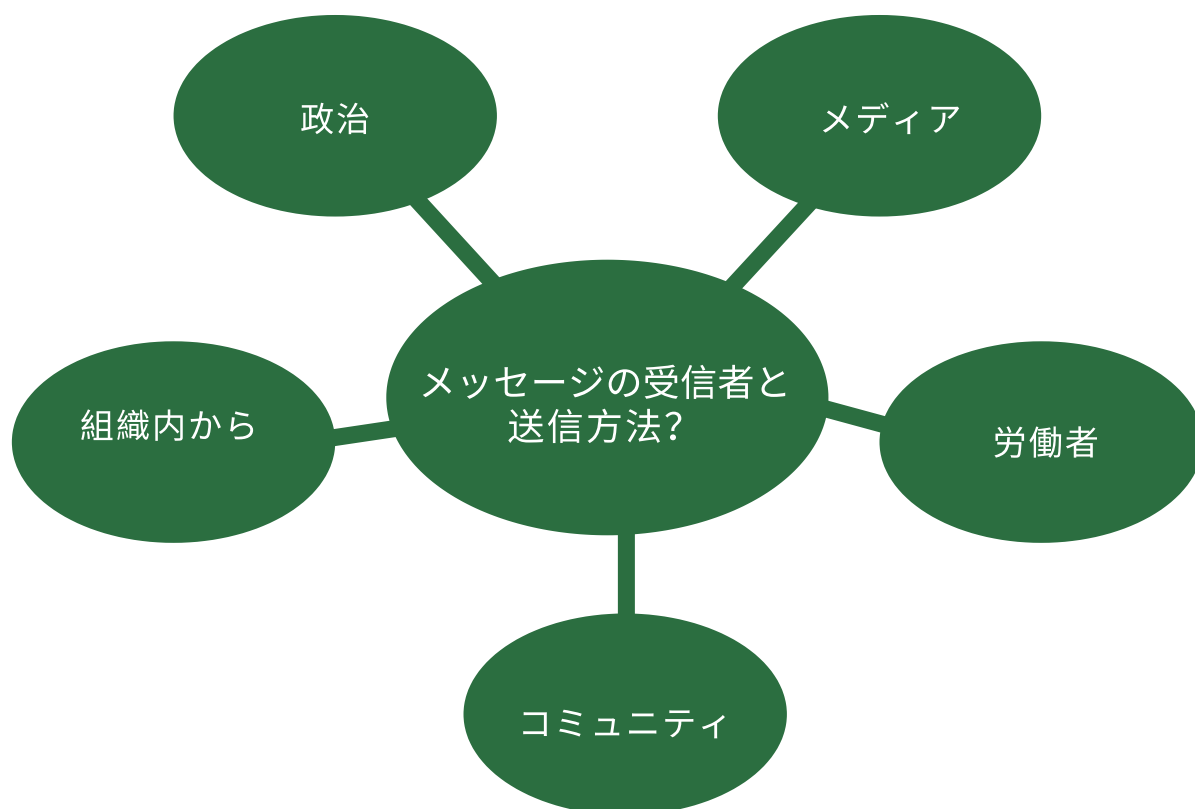 政治
メディア
メッセージの受信者と
送信方法?
組織内から
労働者
コミュニティ